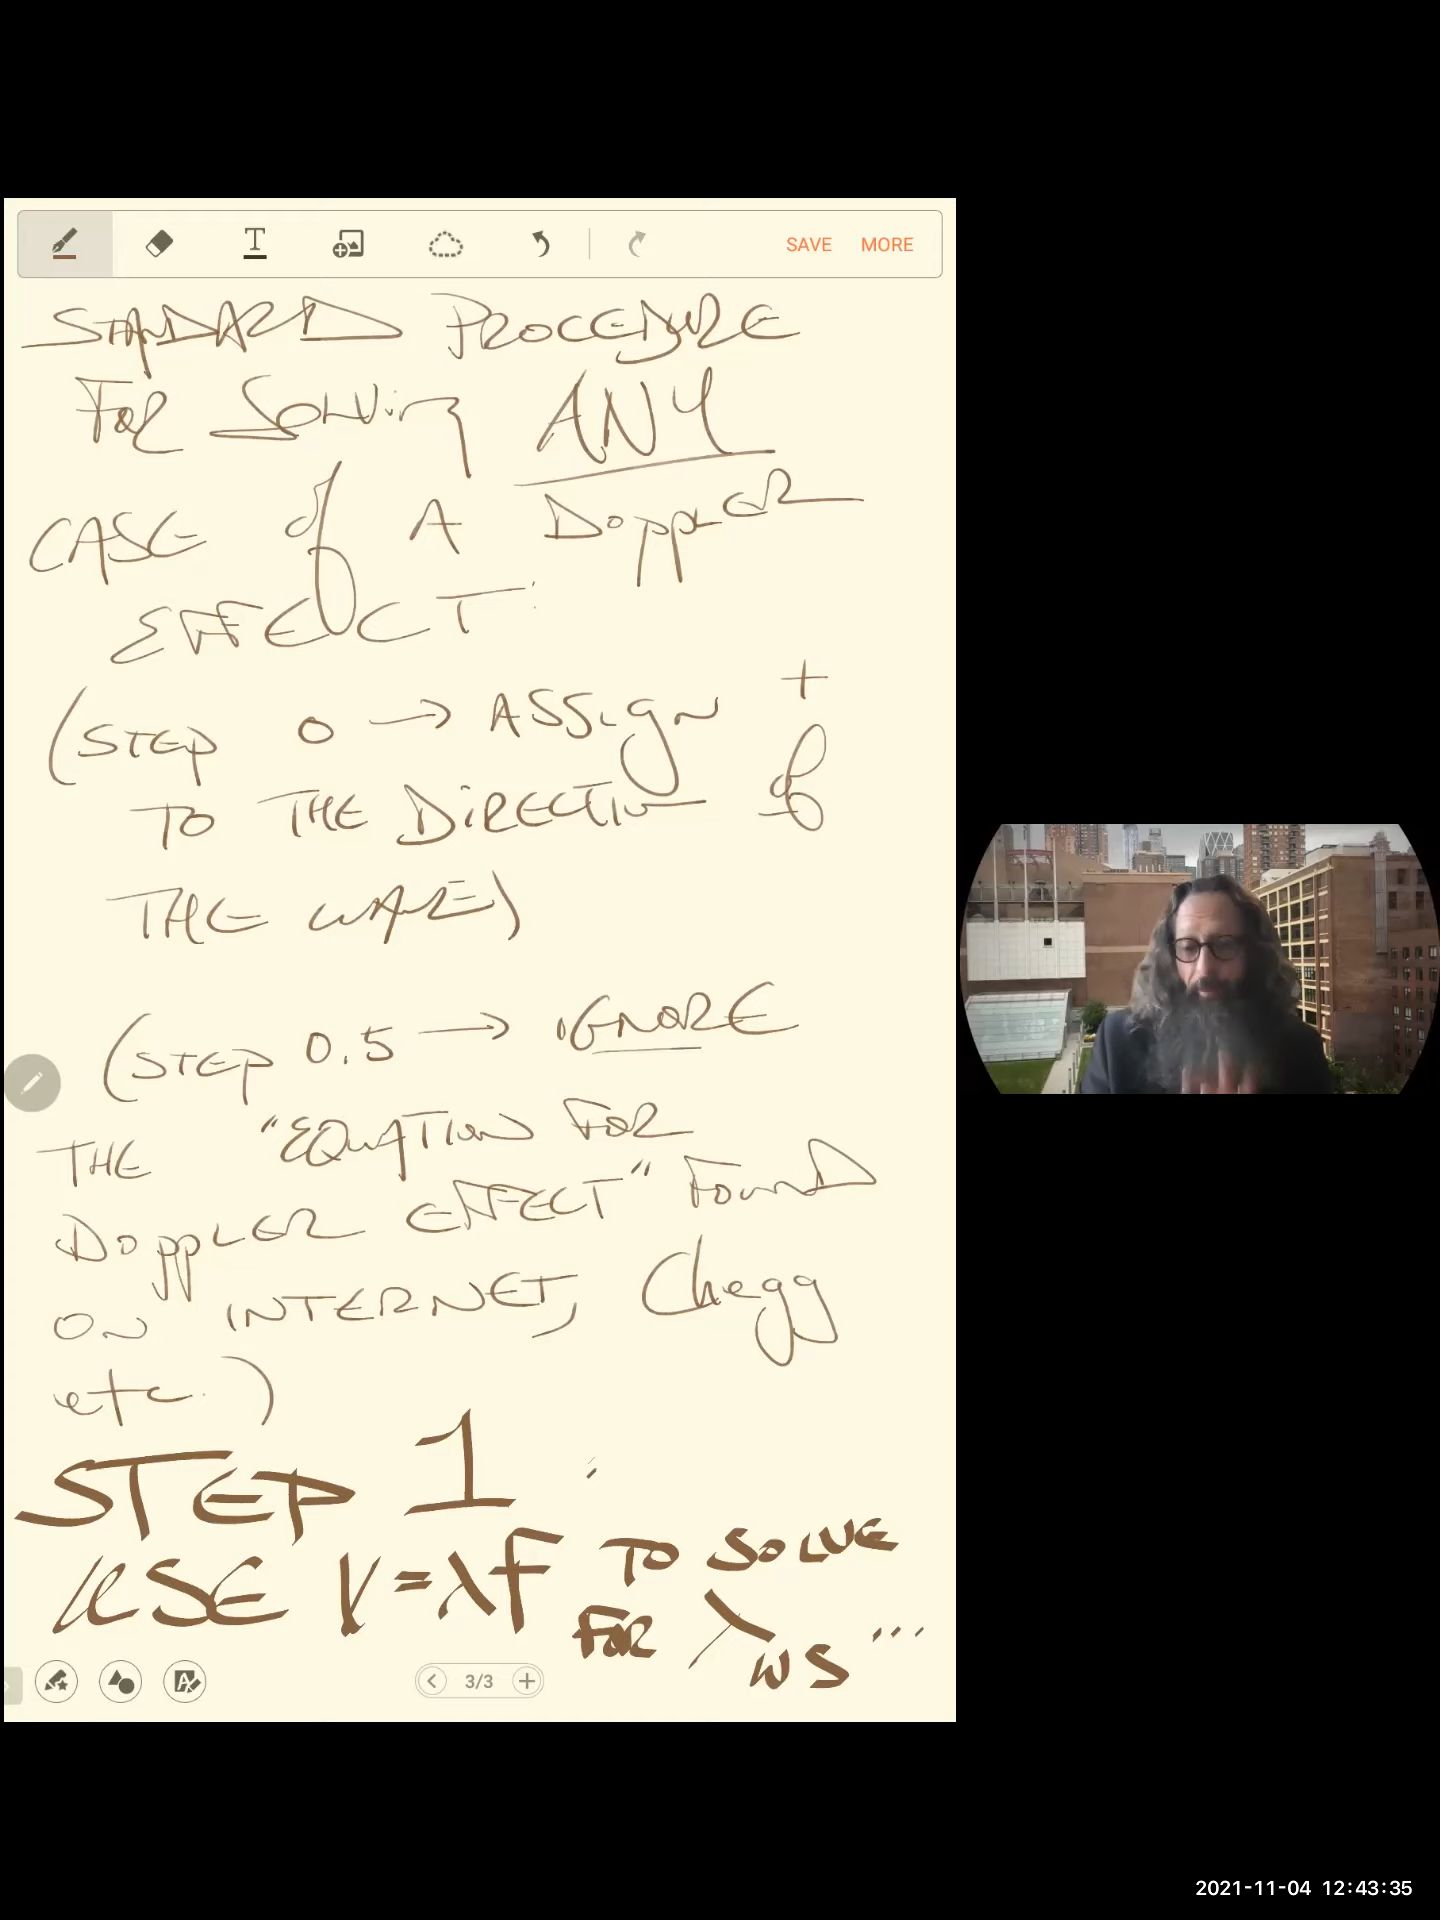 T
SAVE MORE
STANDARD PROCEDURE
FOR SOLVING ANY
CASE of A DOPPLER
EFFECT:
(STEP 0 → ASSIGN +
TO THE DIRECTION of
THE WAVE)
(STEP 0.5 → IGNORE
THE "EQUATION FOR
DOPPLER EFFECT" FOUND
ON INTERNET, Chegg
etc.)
STEP 1:
USE V=λF TO SOLVE
FOR λWS...
A
3/3
2021-11-04 12:43:35